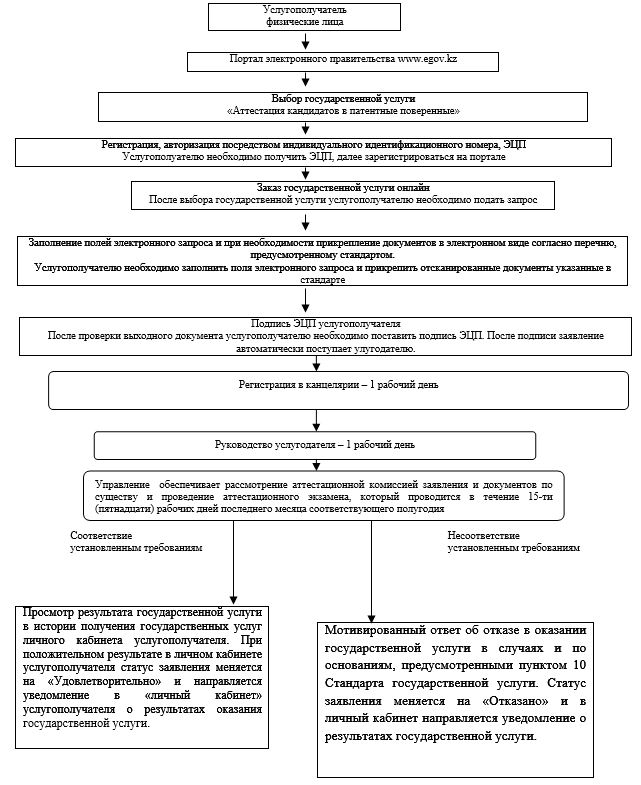 Услугополучатель
физические лица
Портал электронного правительства www.egov.kz
Выбор государственной услуги
«Аттестация кандидатов в патентные поверенные»
Регистрация, авторизация посредством индивидуального идентификационного номера, ЭЦП
Услугополуателю необходимо получить ЭЦП, далее зарегистрироваться на портале
Заказ государственной услуги онлайн
После выбора государственной услуги услугополучателю необходимо подать запрос
Заполнение полей электронного запроса и при необходимости прикрепление документов в электронном виде согласно перечню,
предусмотренному стандартом.
Услугополучателю необходимо заполнить поля электронного запроса и прикрепить отсканированные документы указанные в
стандарте
Подпись ЭЦП услугополучателя
После проверки выходного документа услугополучателю необходимо поставить подпись ЭЦП. После подписи заявление
автоматически поступает улугодателю.
Регистрация в канцелярии – 1 рабочий день
Руководство услугодателя – 1 рабочий день
Управление обеспечивает рассмотрение аттестационной комиссией заявления и документов по
существу и проведение аттестационного экзамена, который проводится в течение 15-ти
(пятнадцати) рабочих дней последнего месяца соответствующего полугодия
Соответствие
установленным требованиям
Несоответствие
установленным требованиям
Просмотр результата государственной услуги
в истории получения государственных услуг
личного кабинета услугополучателя. При
положительном результате в личном кабинете
услугополучателя статус заявления меняется
на «Удовлетворительно» и направляется
уведомление в «личный кабинет»
услугополучателя о результатах оказания
государственной услуги.
Мотивированный ответ об отказе в оказании
государственной услуги в случаях и по
основаниям, предусмотренными пунктом 10
Стандарта государственной услуги. Статус
заявления меняется на «Отказано» и в
личный кабинет направляется уведомление о
результатах государственной услуги.